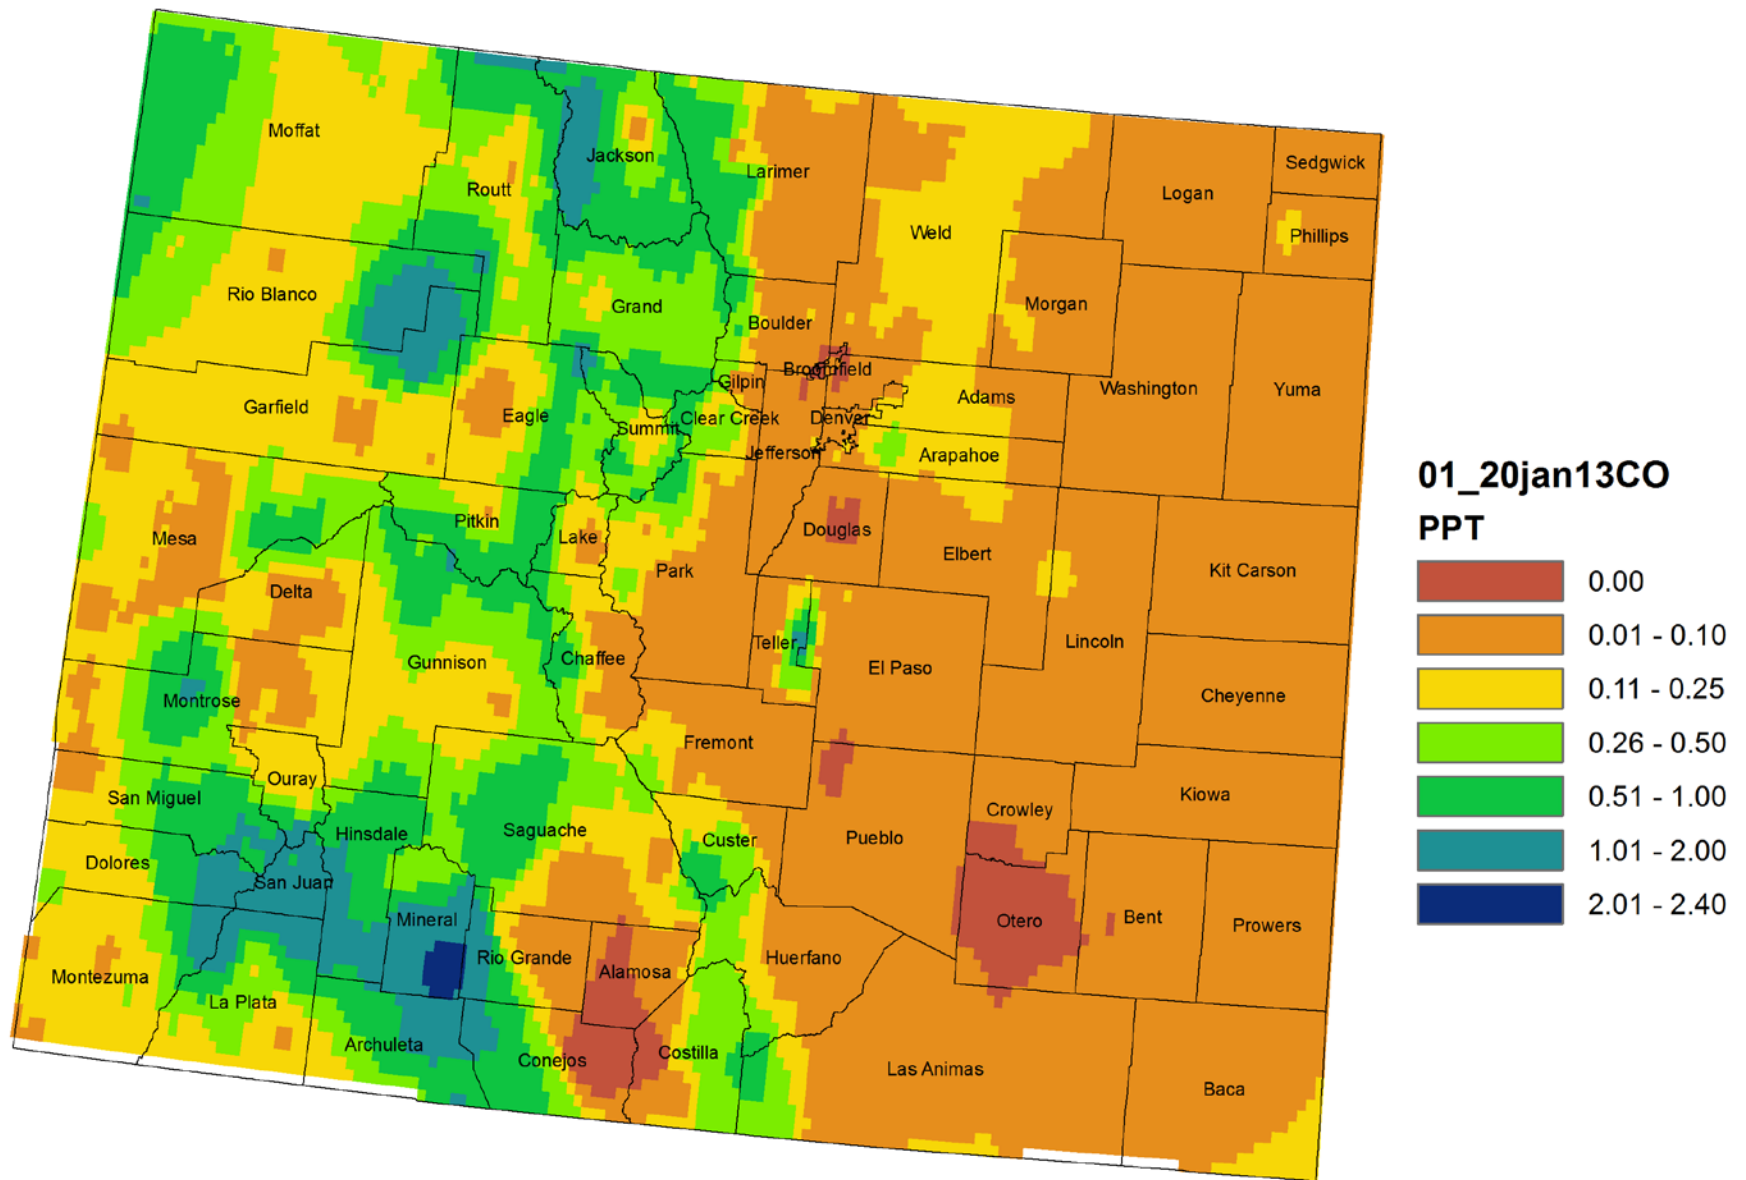 Moffat
Jackson
Routt
Larimer
Sedgwick
Logan
Phillips
Weld
Rio Blanco
Grand
Morgan
Boulder
Broomfield
Gilpin
Washington
Yuma
Garfield
Eagle
Clear Creek
Adams
Summit
Denver
Jefferson
Arapahoe
Mesa
Pitkin
Lake
Douglas
Elbert
Park
Kit Carson
Delta
Teller
Lincoln
Gunnison
Chaffee
El Paso
Montrose
Cheyenne
Fremont
Ouray
San Miguel
Kiowa
Crowley
Hinsdale
Saguache
Custer
Pueblo
Dolores
San Juan
Mineral
Otero
Bent
Prowers
Rio Grande
Alamosa
Huerfano
Montezuma
La Plata
Archuleta
Conejos
Costilla
Las Animas
Baca
01_20jan13CO
PPT
0.00
0.01 - 0.10
0.11 - 0.25
0.26 - 0.50
0.51 - 1.00
1.01 - 2.00
2.01 - 2.40